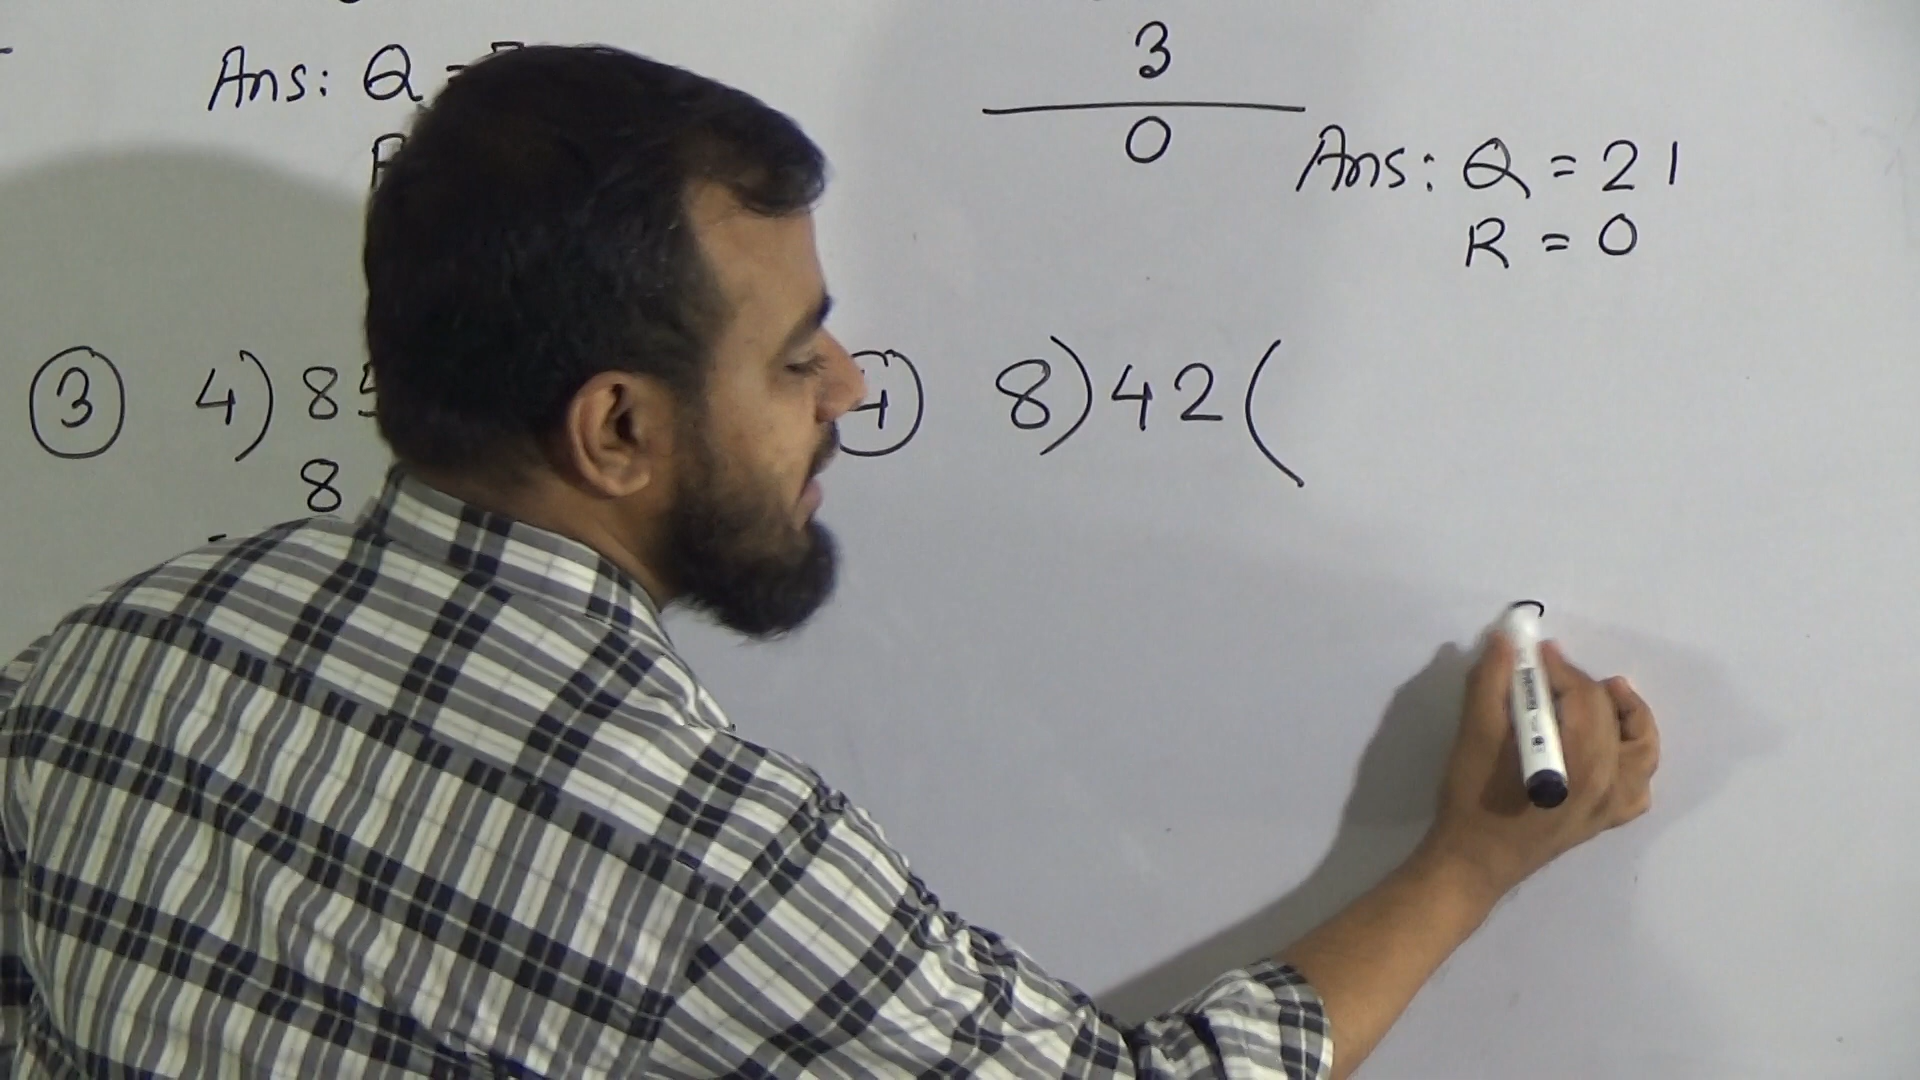 Ans: Q =
3
0
Ans: Q = 21
R = 0
③ 4) 85
8
④ 8) 42 (